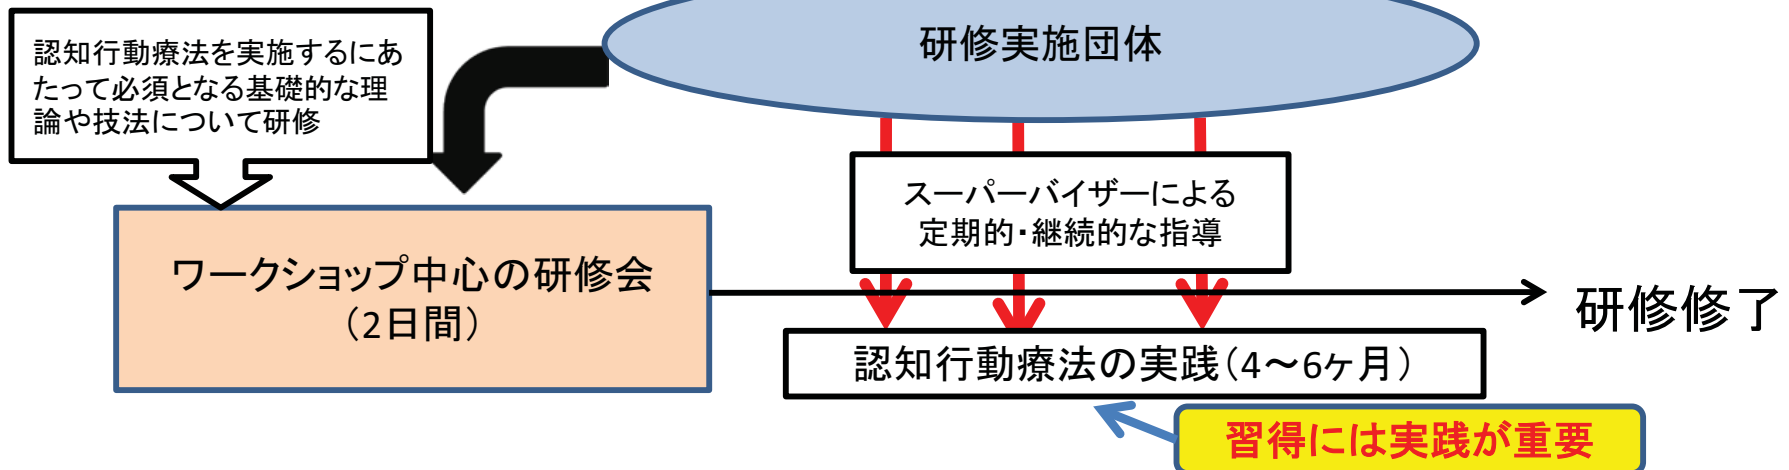 認知行動療法を実施するにあ
たって必須となる基礎的な理
論や技法について研修
研修実施団体
スーパーバイザーによる
定期的・継続的な指導
ワークショップ中心の研修会
（2日間）
研修修了
認知行動療法の実践（4～6ヶ月）
習得には実践が重要